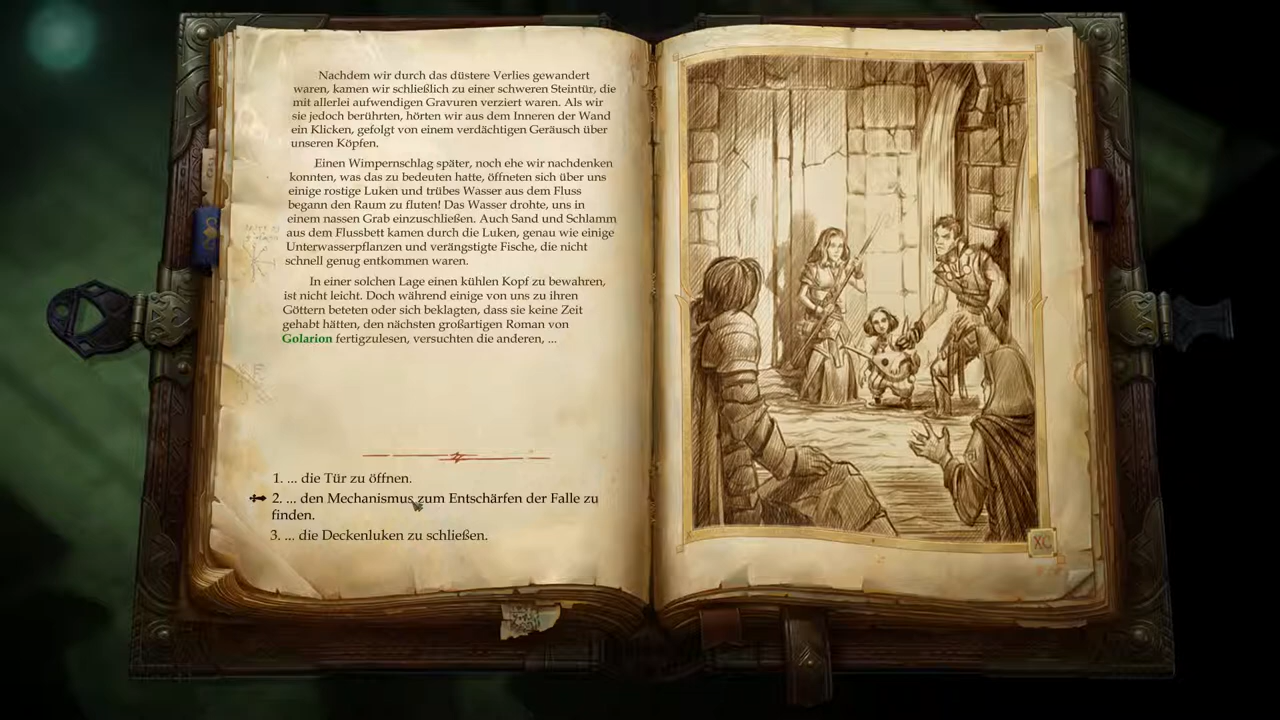 Nachdem wir durch das düstere Verlies gewandert
waren, kamen wir schließlich zu einer schweren Steintür, die
mit allerlei aufwendigen Gravuren verziert waren. Als wir
sie jedoch berührten, hörten wir aus dem Inneren der Wand
ein Klicken, gefolgt von einem verdächtigen Geräusch über
unseren Köpfen.
Einen Wimpernschlag später, noch ehe wir nachdenken
konnten, was das zu bedeuten hatte, öffneten sich über uns
einige rostige Luken und trübes Wasser aus dem Fluss
begann den Raum zu fluten! Das Wasser drohte, uns in
einem nassen Grab einzuschließen. Auch Sand und Schlamm
aus dem Flussbett kamen durch die Luken, genau wie einige
Unterwasserpflanzen und verängstigte Fische, die nicht
schnell genug entkommen waren.
In einer solchen Lage einen kühlen Kopf zu bewahren,
ist nicht leicht. Doch während einige von uns zu ihren
Göttern beteten oder sich beklagten, dass sie keine Zeit
gehabt hätten, den nächsten großartigen Roman von
Golarion fertigzulesen, versuchten die anderen, ...
1. ... die Tür zu öffnen.
2. ... den Mechanismus zum Entschärfen der Falle zu
finden.
3. ... die Deckenluken zu schließen.